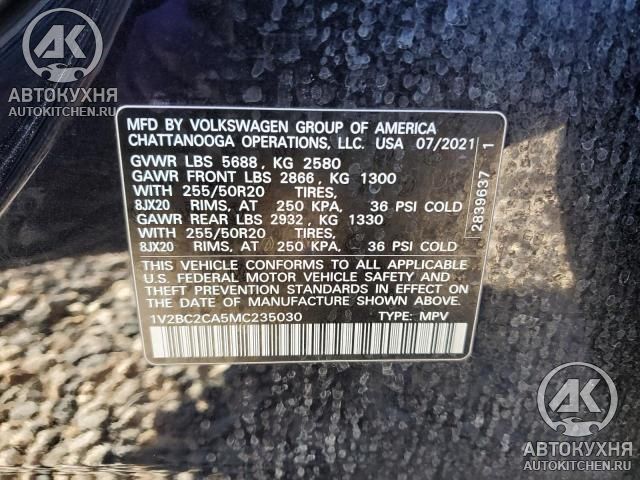 AK
АВТОКУХНЯ
AUTOKITCHEN.RU
MFD BY VOLKSWAGEN GROUP OF AMERICA
CHATTANOOGA OPERATIONS, LLC. USA 07/2021
GVWR LBS 5688, KG 2580
GAWR FRONT LBS 2866, KG 1300
WITH 255/50R20 TIRES,
8JX20 RIMS, AT 250 KPA, 36 PSI COLD
GAWR REAR LBS 2932, KG 1330
WITH 255/50R20 TIRES,
8JX20 RIMS, AT 250 KPA, 36 PSI COLD
THIS VEHICLE CONFORMS TO ALL APPLICABLE
U.S. FEDERAL MOTOR VEHICLE SAFETY AND
THEFT PREVENTION STANDARDS IN EFFECT ON THE DATE
OF MANUFACTURE SHOWN ABOVE.
1V2BC2CA5MC235030 TYPE: MPV
2839637 1
AK
АВТОКУХНЯ
AUTOKITCHEN.RU